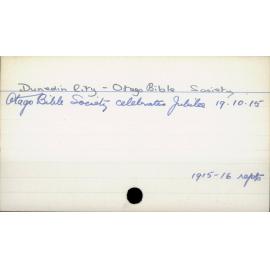 Dunedin City - Otago Bible Society
Otago Bible Society celebrates Jubilee 19.10.15
1915-16 repts